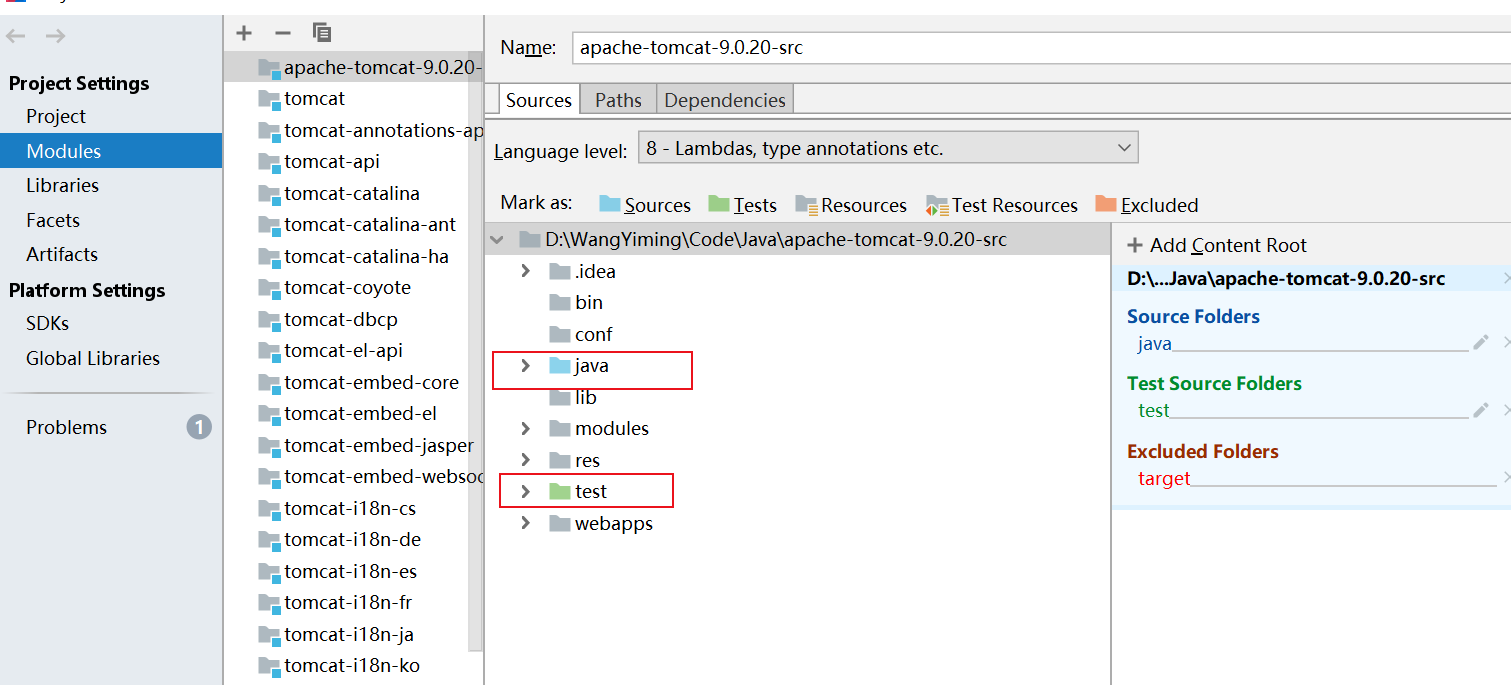 Project Settings
Project
Modules
Libraries
Facets
Artifacts
Platform Settings
SDKs
Global Libraries
Problems 1
apache-tomcat-9.0.20-
tomcat
tomcat-annotations-ap
tomcat-api
tomcat-catalina
tomcat-catalina-ant
tomcat-catalina-ha
tomcat-coyote
tomcat-dbcp
tomcat-el-api
tomcat-embed-core
tomcat-embed-el
tomcat-embed-jasper
tomcat-embed-websoc
tomcat-i18n-cs
tomcat-i18n-de
tomcat-i18n-es
tomcat-i18n-fr
tomcat-i18n-ja
tomcat-i18n-ko
Name: apache-tomcat-9.0.20-src
Sources Paths Dependencies
Language level: 8 - Lambdas, type annotations etc.
Mark as: Sources Tests Resources Test Resources Excluded
D:\WangYiming\Code\Java\apache-tomcat-9.0.20-src
.idea
bin
conf
java
lib
modules
res
test
webapps
+ Add Content Root
D:\...Java\apache-tomcat-9.0.20-src
Source Folders
java
Test Source Folders
test
Excluded Folders
target